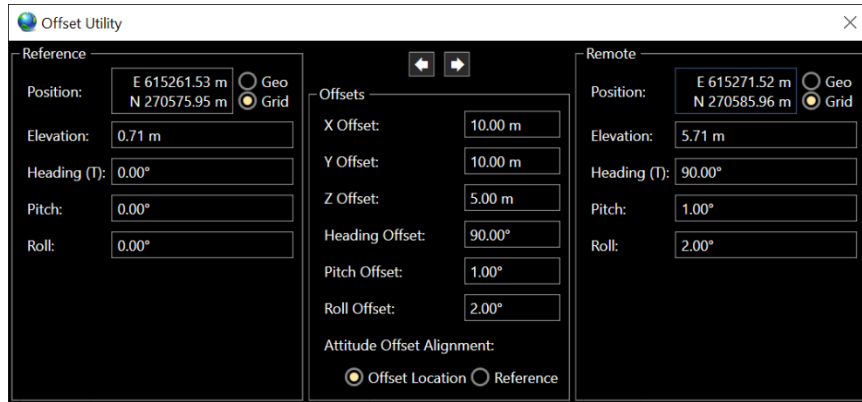 Offset Utility
Reference
Position:
E 615261.53 m
N 270575.95 m
Geo
Grid
Elevation:
0.71 m
Heading (T):
0.00°
Pitch:
0.00°
Roll:
0.00°
Offsets
X Offset:
10.00 m
Y Offset:
10.00 m
Z Offset:
5.00 m
Heading Offset:
90.00°
Pitch Offset:
1.00°
Roll Offset:
2.00°
Attitude Offset Alignment:
Offset Location
Reference
Remote
Position:
E 615271.52 m
N 270585.96 m
Geo
Grid
Elevation:
5.71 m
Heading (T):
90.00°
Pitch:
1.00°
Roll:
2.00°